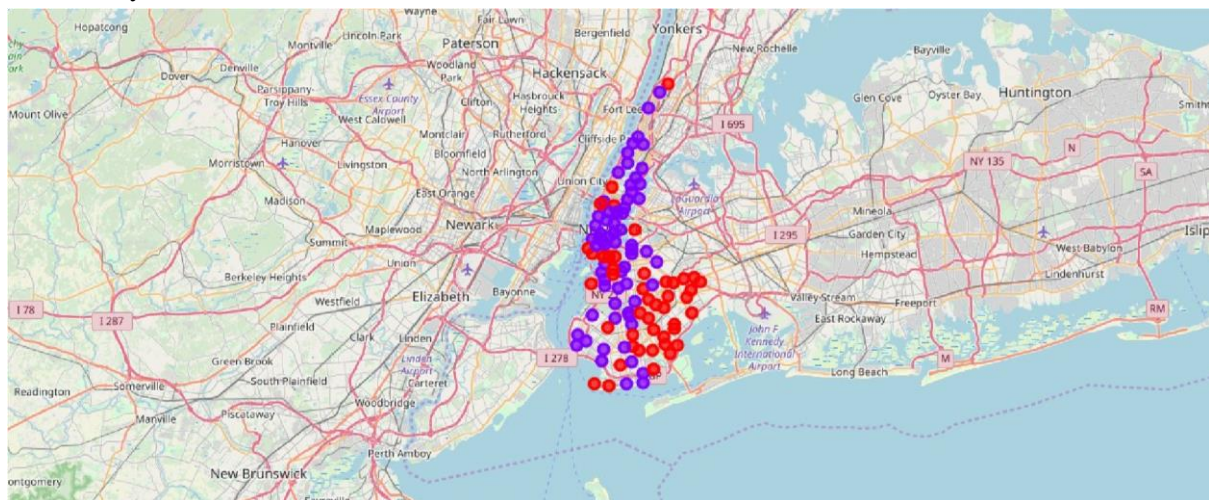 Wayne
Hopatcong
Fair Lawn
Yonkers
Lincoln Park
Bergenfield
Montville
Paterson
New Rochelle
Bayville
Denville
Dover
Woodland Park
Hackensack
Huntington
Parsippany-
Troy Hills
Essex County
Airport
Clifton
Hasbrouck
Heights
Fort Lee
Glen Cove
Oyster Bay
Mount Olive
West Caldwell
Rutherford
I 695
Montclair
Hanover
Cliffside
Bloomfield
N
Morristown
Livingston
North Arlington
NY 135
Union City
SA
East Orange
LaGuardia
Airport
Madison
Mineola
Maplewood
Newark
I 295
Garden City
Summit
Islip
Union
Hempstead
West Babylon
Berkeley Heights
Lindenhurst
Elizabeth
Bayonne
Valley Stream
Freeport
I 78
Westfield
RM
I 287
Plainfield
Clark
Linden
East Rockaway
John F
Kennedy
International
Airport
Green Brook
Linden
Airport
I 278
M
Long Beach
Readington
Somerville
South Plainfield
Carteret
Manville
Piscataway
Woodbridge
Perth Amboy
New Brunswick